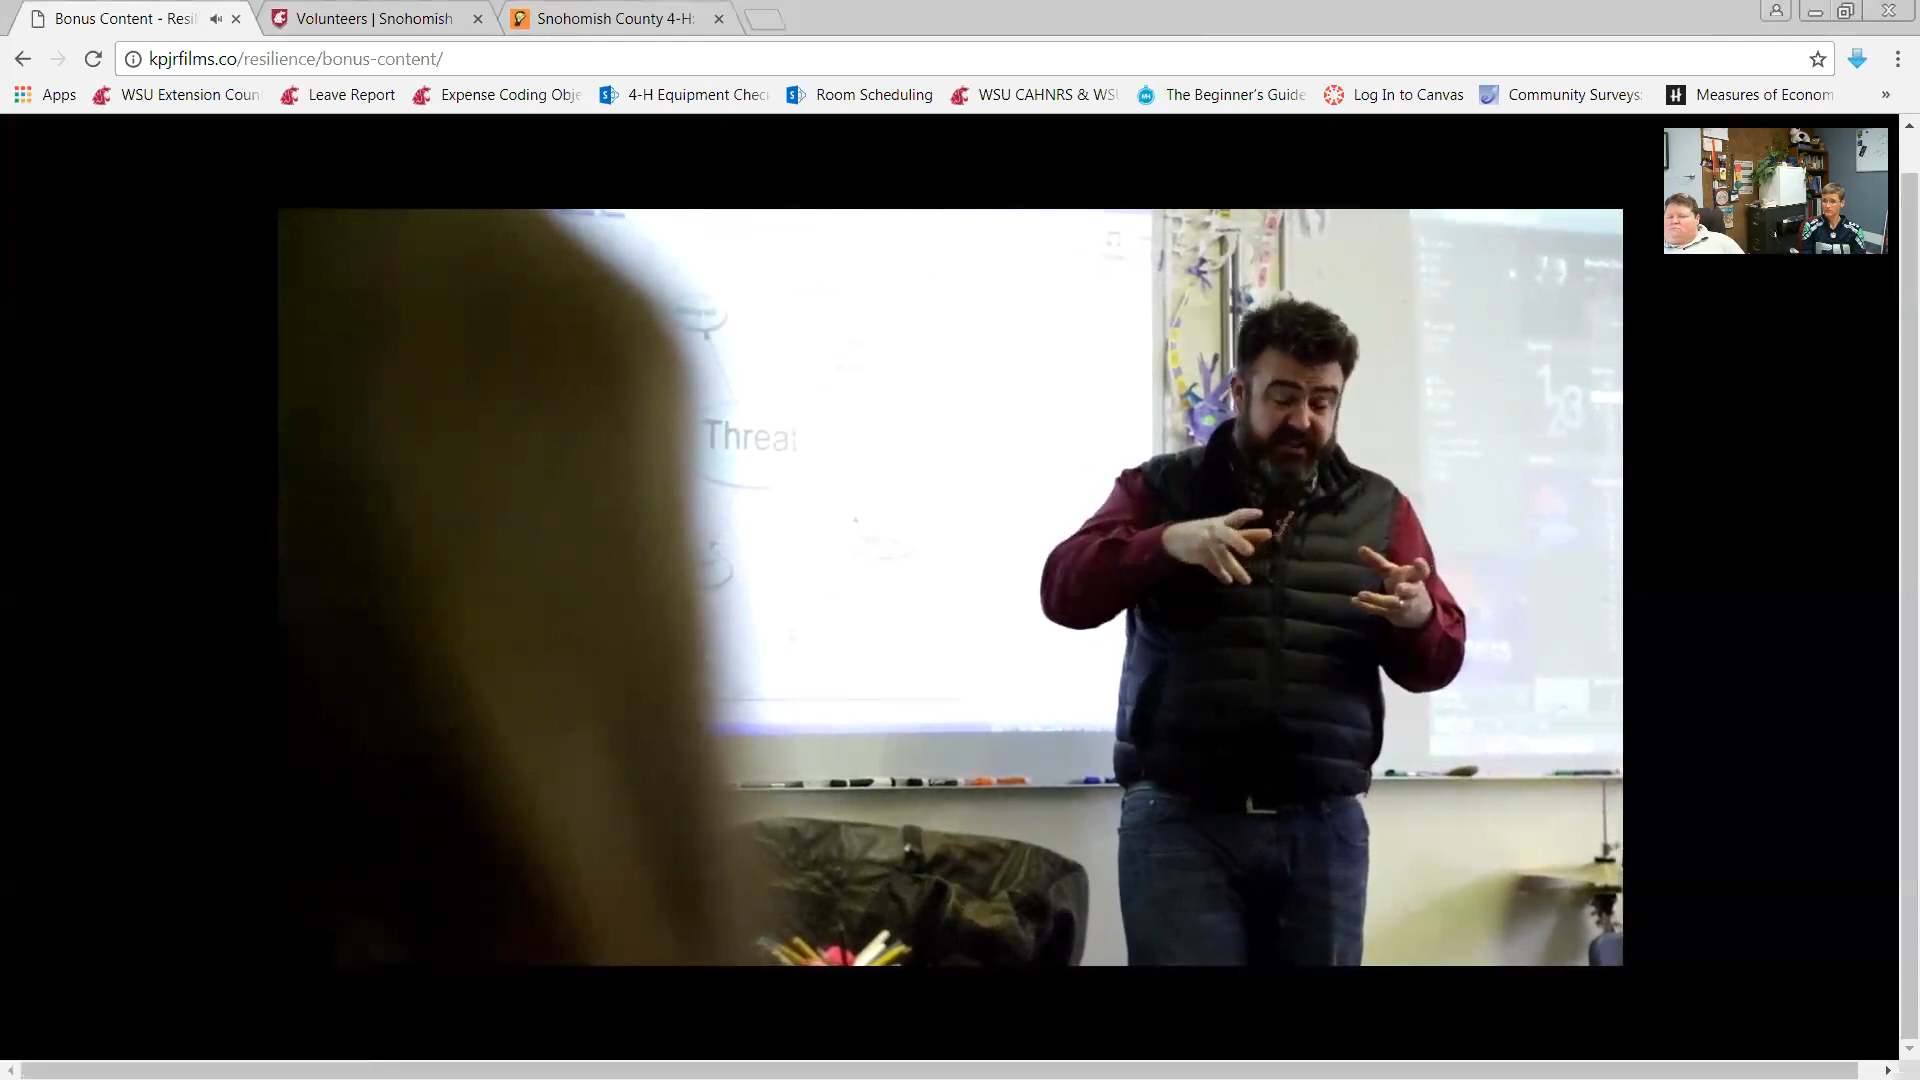 Bonus Content - Resil
Volunteers | Snohomish
Snohomish County 4-H:
kpjrfilms.co/resilience/bonus-content/
Apps
WSU Extension Coun
Leave Report
Expense Coding Obje
4-H Equipment Chec
Room Scheduling
WSU CAHNRS & WS
The Beginner's Guide
Log In to Canvas
Community Surveys:
Measures of Econom
»
Threat